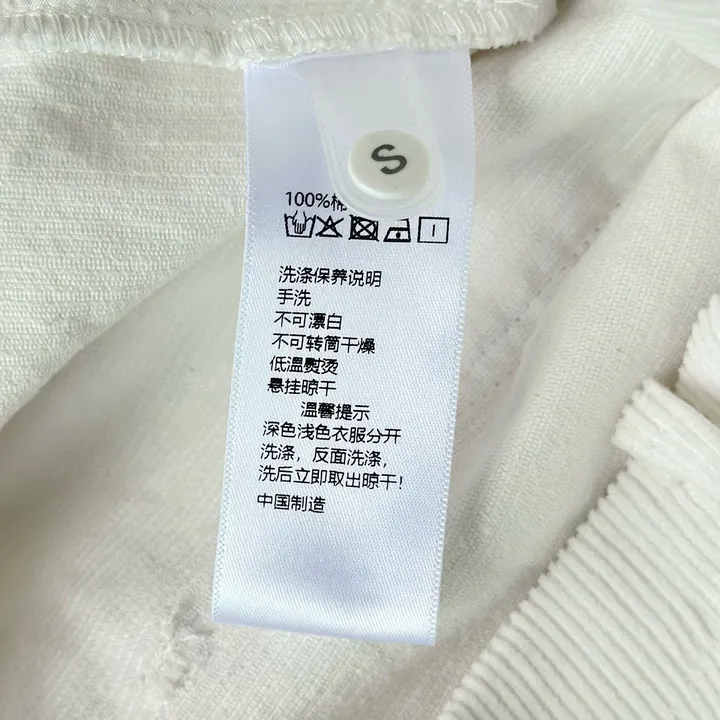 S
100%棉
洗涤保养说明
手洗
不可漂白
不可转筒干燥
低温熨烫
悬挂晾干
温馨提示
深色浅色衣服分开
洗涤，反面洗涤，
洗后立即取出晾干！
中国制造